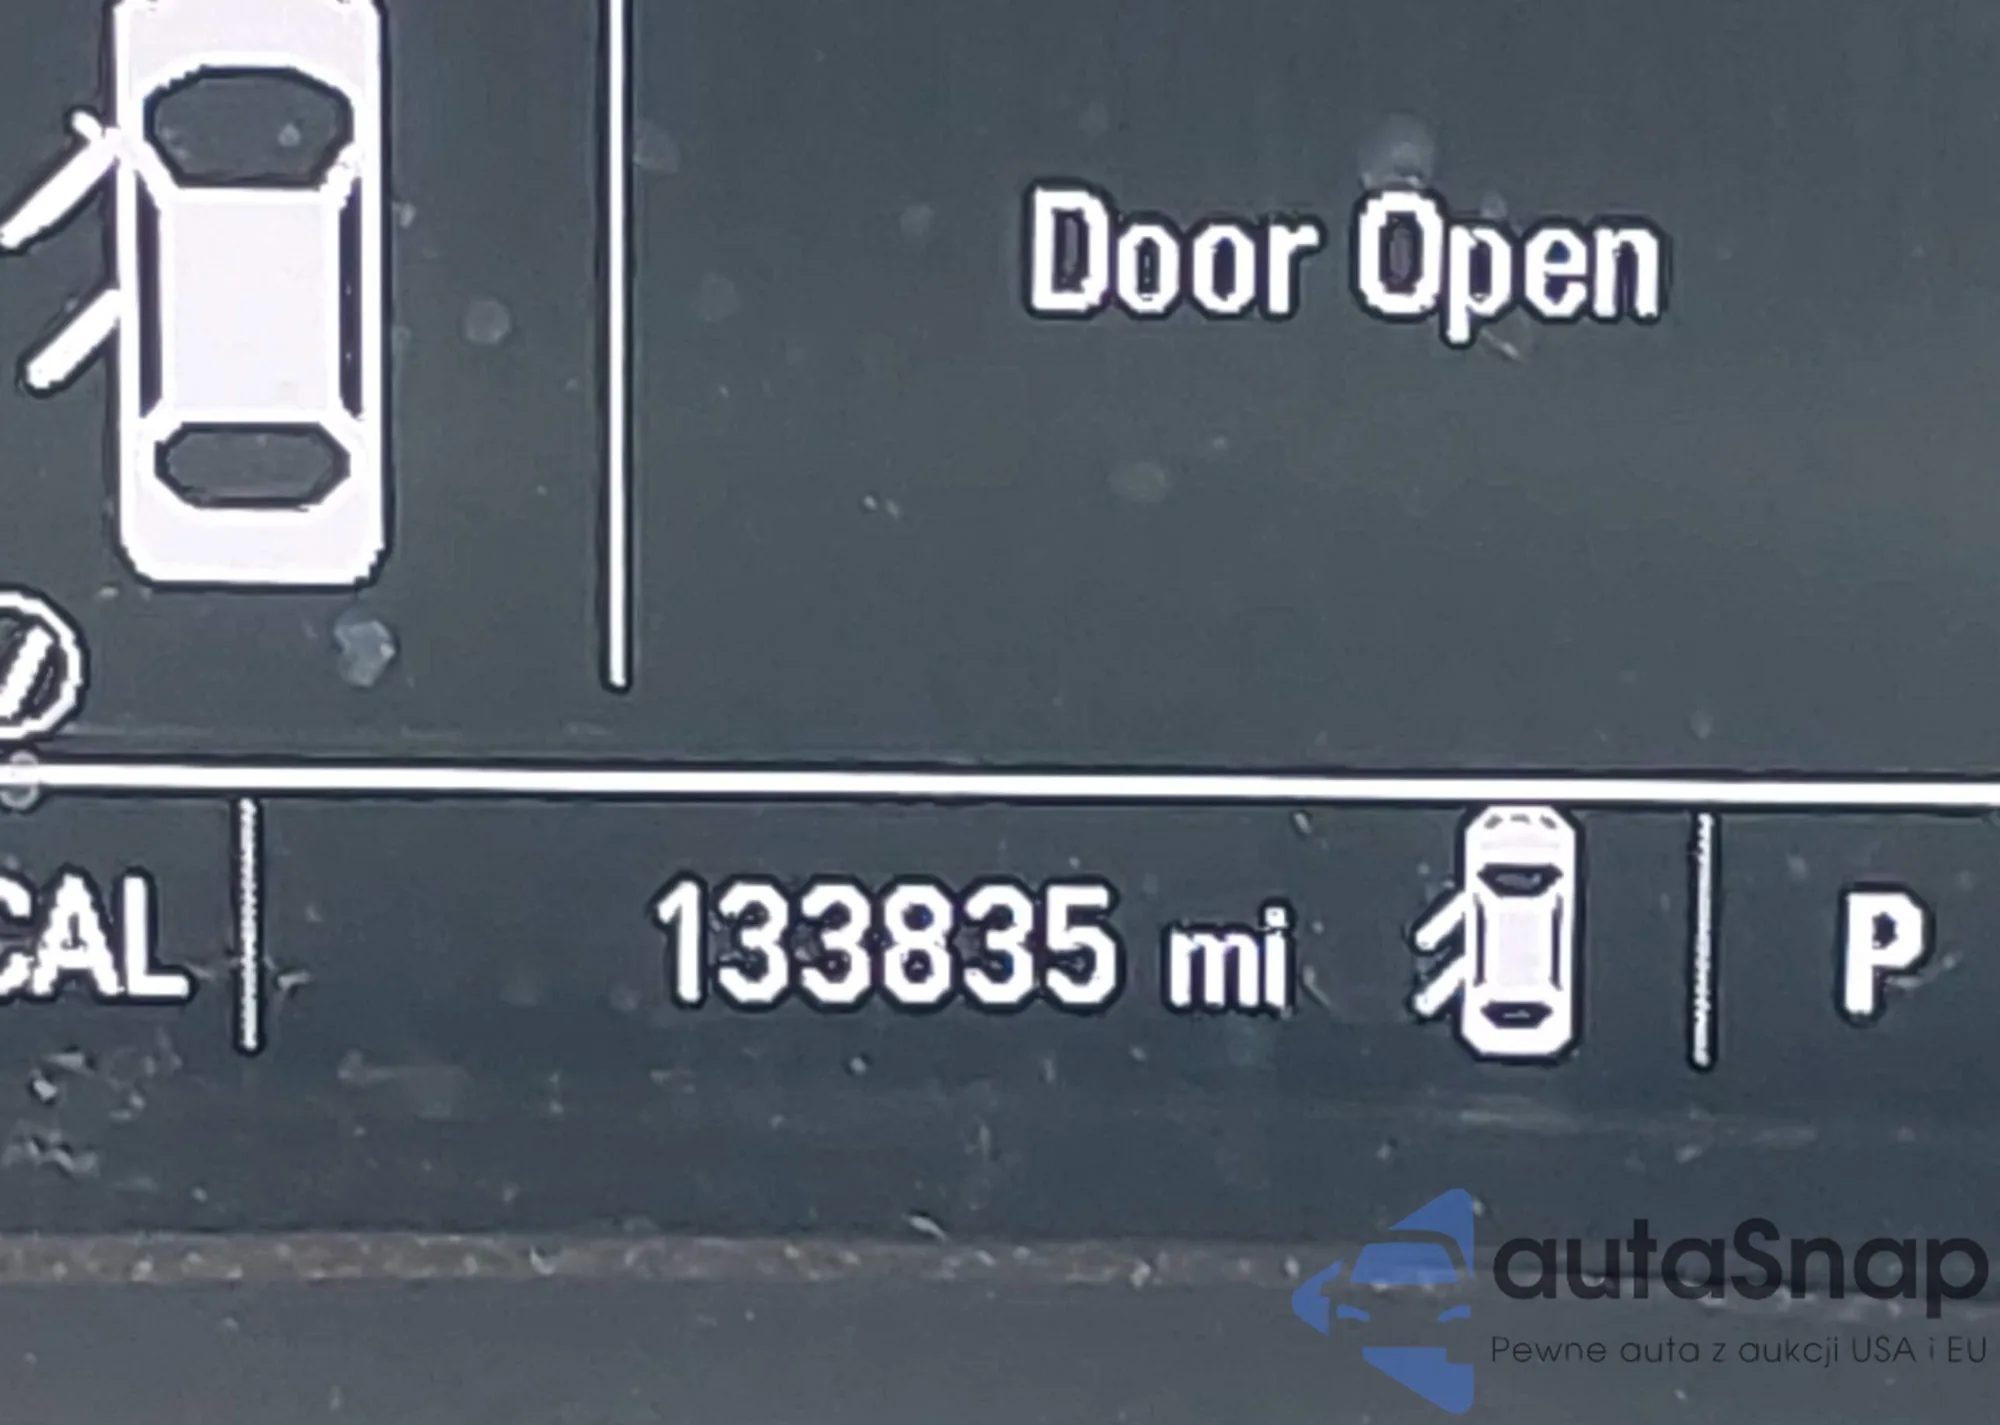 Door Open
CAL
133835 mi
P
autaSnap
Pewne auta z aukcji USA i EU